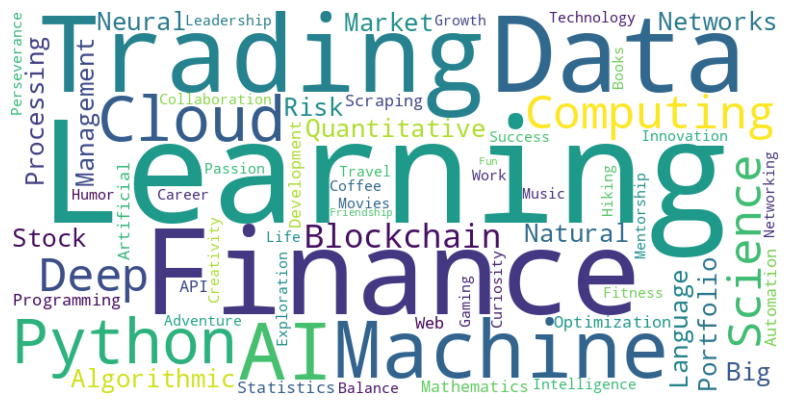 Trading
Data
Neural
Leadership
Market
Growth
Technology
Networks
Perseverance
Processing
Management
Cloud
Collaboration
Risk
Scraping
Quantitative
Success
Books
Computing
Innovation
Learning
Artificial
Passion
Development
Travel
Coffee
Movies
Friendship
Fun
Work
Music
Hiking
Mentorship
Science
Networking
Humor
Career
Stock
Finance
Blockchain
Natural
Creativity
Life
Deep
API
Programming
Exploration
Web
Gaming
Curiosity
Fitness
Language
Portfolio
Automation
Python
Adventure
AI
Machine
Optimization
Algorithmic
Statistics
Balance
Mathematics
Intelligence
Big